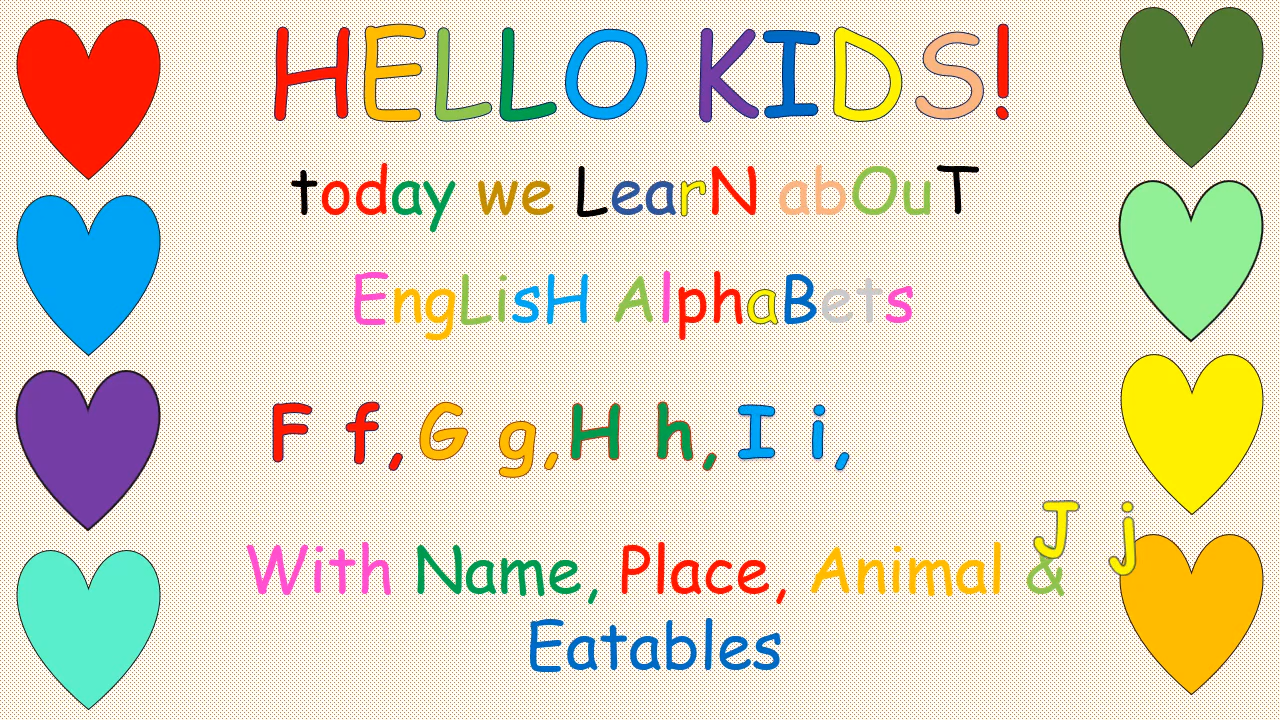 HELLO KIDS!
today we LearN abOuT
EngLisH AlphaBets
F f, G g, H h, I i,
J j
With Name, Place, Animal &
Eatables